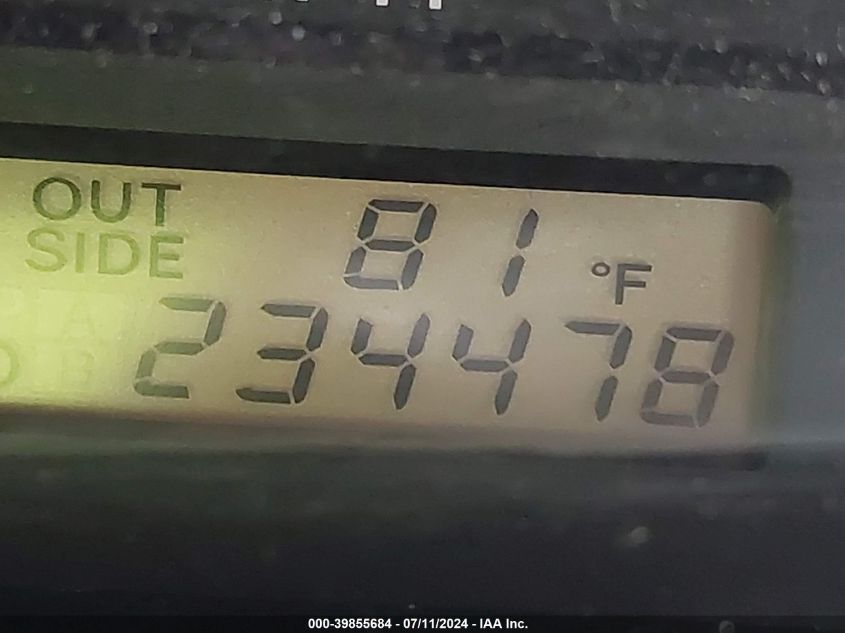 OUT 81 °F
SIDE
234478
000-39855684 - 07/11/2024 - IAA Inc.